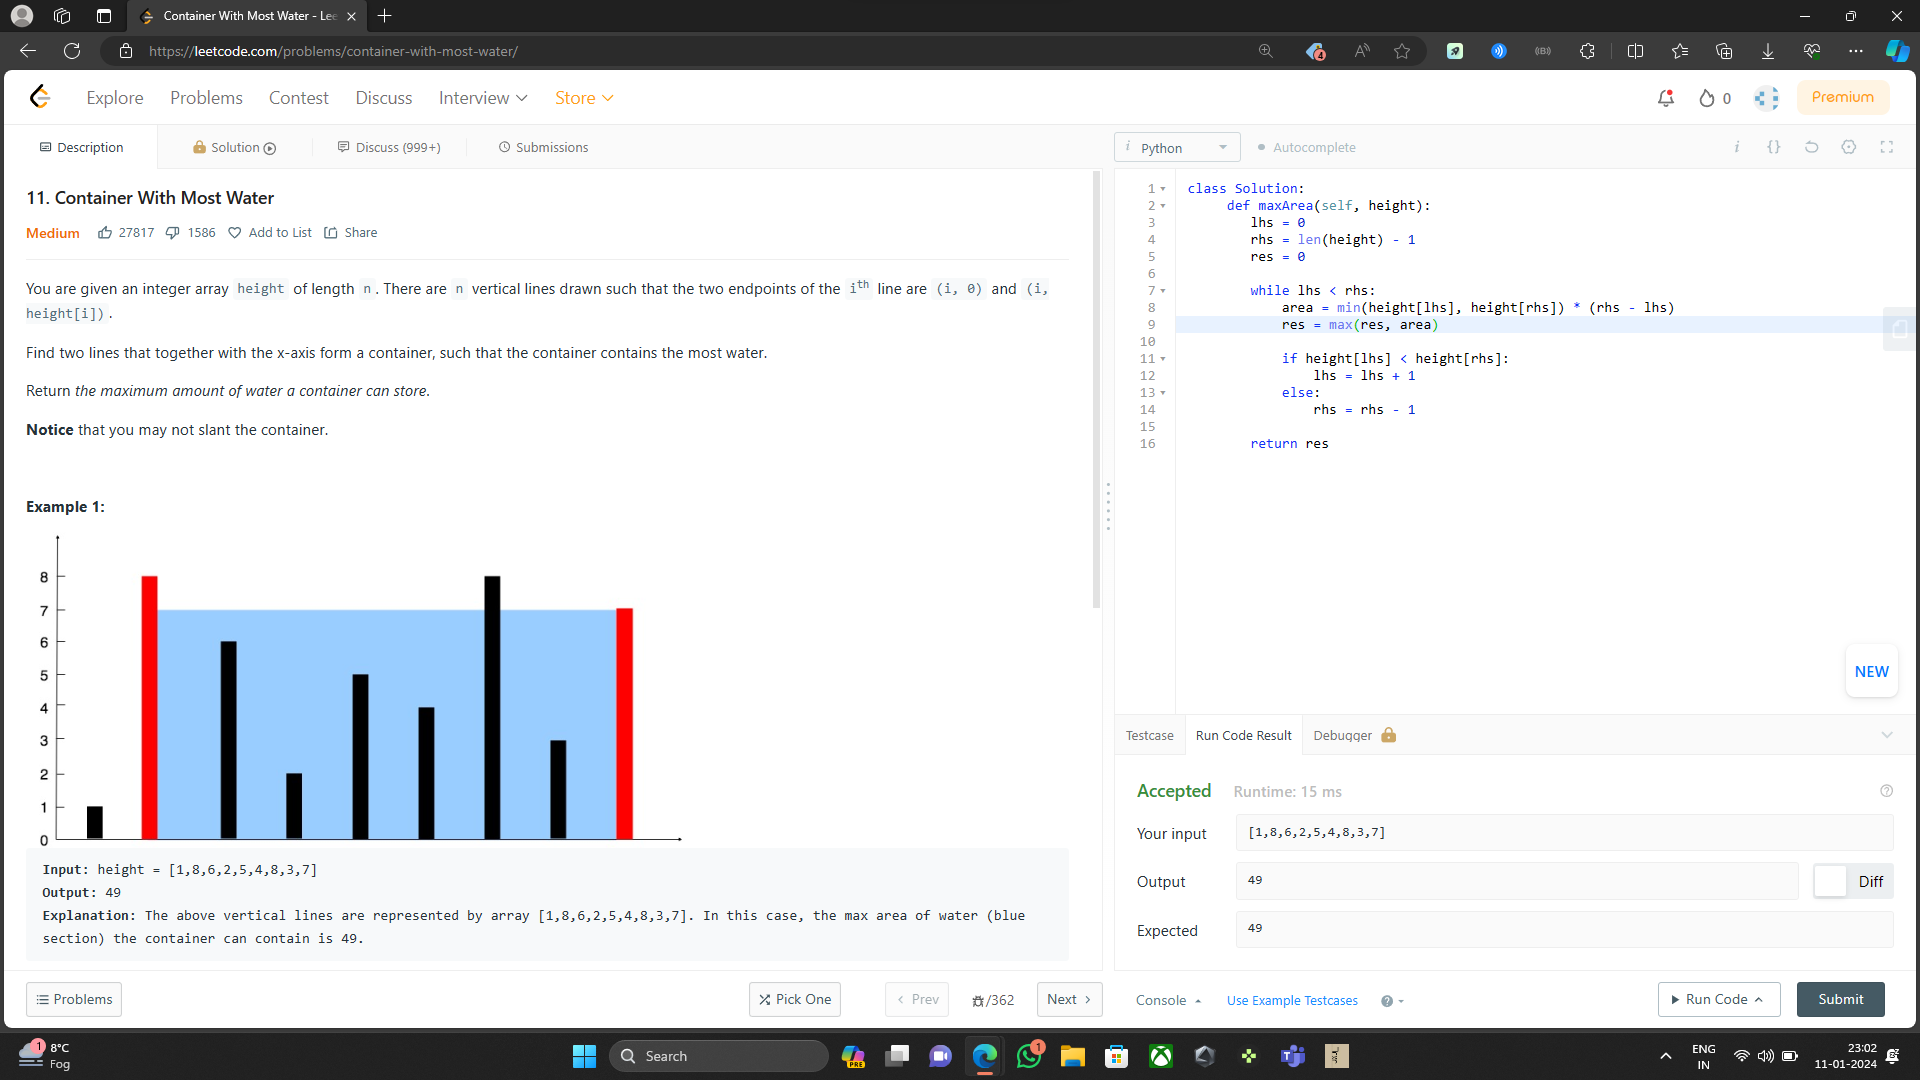 Container With Most Water - Lee
https://leetcode.com/problems/container-with-most-water/
4
Explore Problems Contest Discuss Interview Store
0 Premium
Description Solution Discuss (999+) Submissions
i Python Autocomplete i {}
11. Container With Most Water
Medium 27817 1586 Add to List Share
You are given an integer array height of length n. There are n vertical lines drawn such that the two endpoints of the ith line are (i, 0) and (i,
height[i]).
Find two lines that together with the x-axis form a container, such that the container contains the most water.
Return the maximum amount of water a container can store.
Notice that you may not slant the container.
Example 1:
8
7
6
5
4
3
2
1
0
Input: height = [1,8,6,2,5,4,8,3,7]
Output: 49
Explanation: The above vertical lines are represented by array [1,8,6,2,5,4,8,3,7]. In this case, the max area of water (blue
section) the container can contain is 49.
Problems Pick One Prev /362 Next
1 class Solution:
2 def maxArea(self, height):
3 lhs = 0
4 rhs = len(height) - 1
5 res = 0
6
7 while lhs < rhs:
8 area = min(height[lhs], height[rhs]) * (rhs - lhs)
9 res = max(res, area)
10
11 if height[lhs] < height[rhs]:
12 lhs = lhs + 1
13 else:
14 rhs = rhs - 1
15
16 return res
NEW
Testcase Run Code Result Debugger
Accepted Runtime: 15 ms
Your input [1,8,6,2,5,4,8,3,7]
Output 49 Diff
Expected 49
Console Use Example Testcases Run Code Submit
1 8°C
Fog
Search
PRE
1
ENG
IN
23:02
11-01-2024